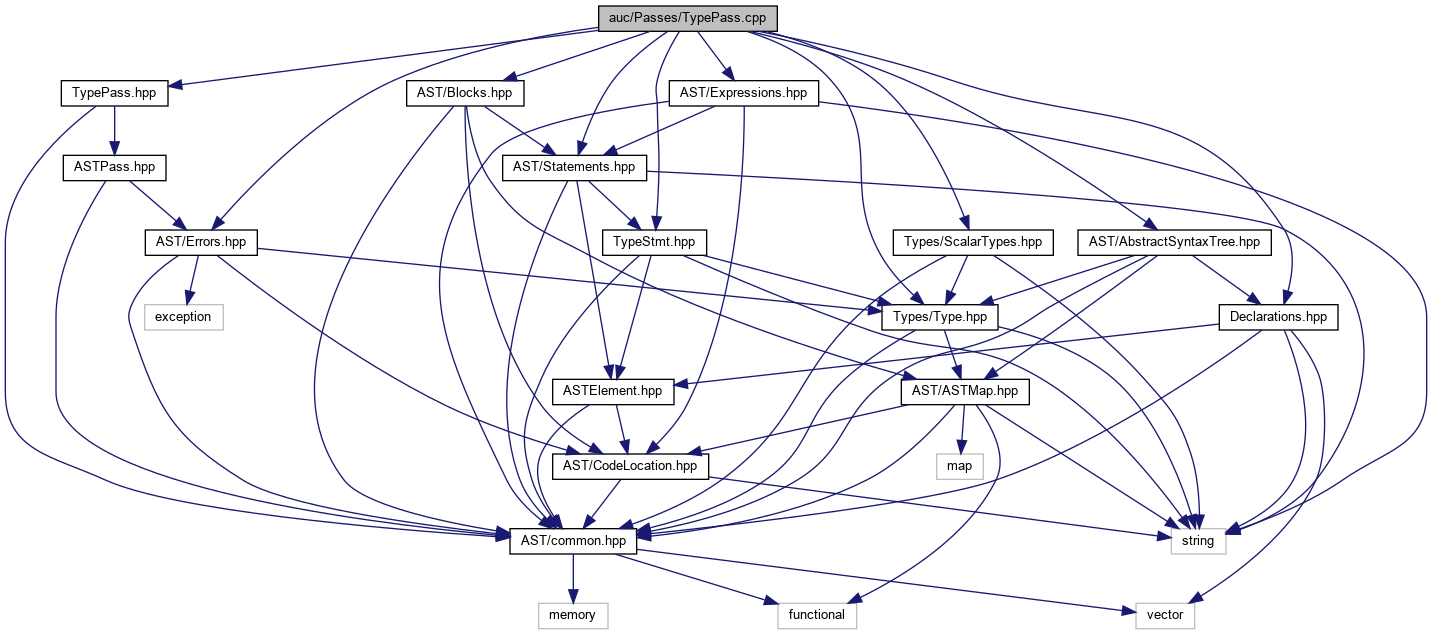 auc/Passes/TypePass.cpp
TypePass.hpp
AST/Blocks.hpp
AST/Expressions.hpp
ASTPass.hpp
AST/Statements.hpp
AST/Errors.hpp
TypeStmt.hpp
Types/ScalarTypes.hpp
AST/AbstractSyntaxTree.hpp
exception
Types/Type.hpp
Declarations.hpp
ASTElement.hpp
AST/ASTMap.hpp
AST/CodeLocation.hpp
map
AST/common.hpp
string
memory
functional
vector